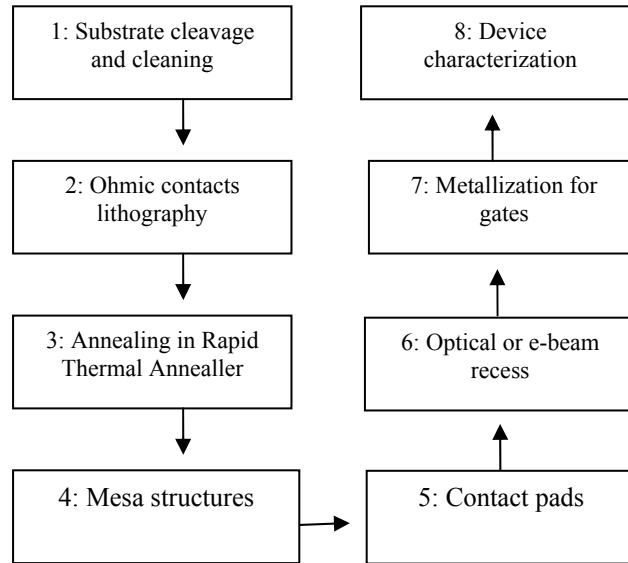 1: Substrate cleavage
and cleaning
2: Ohmic contacts
lithography
3: Annealing in Rapid
Thermal Annealler
4: Mesa structures
5: Contact pads
6: Optical or e-beam
recess
7: Metallization for
gates
8: Device
characterization